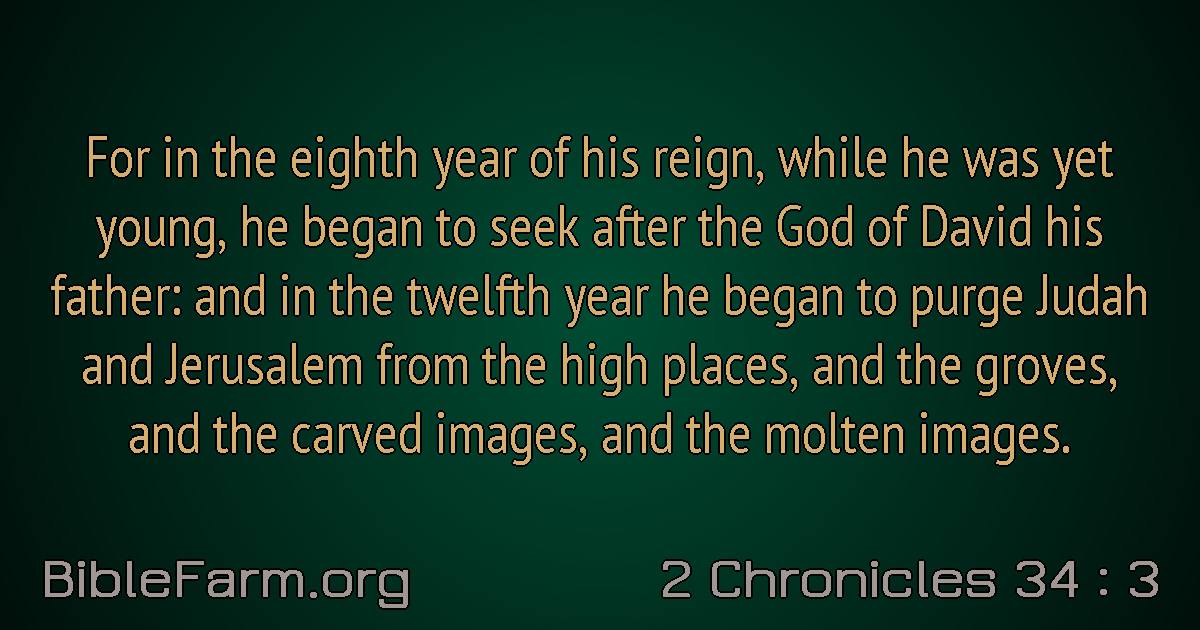 For in the eighth year of his reign, while he was yet
young, he began to seek after the God of David his
father: and in the twelfth year he began to purge Judah
and Jerusalem from the high places, and the groves,
and the carved images, and the molten images.
BibleFarm.org
2 Chronicles 34 : 3